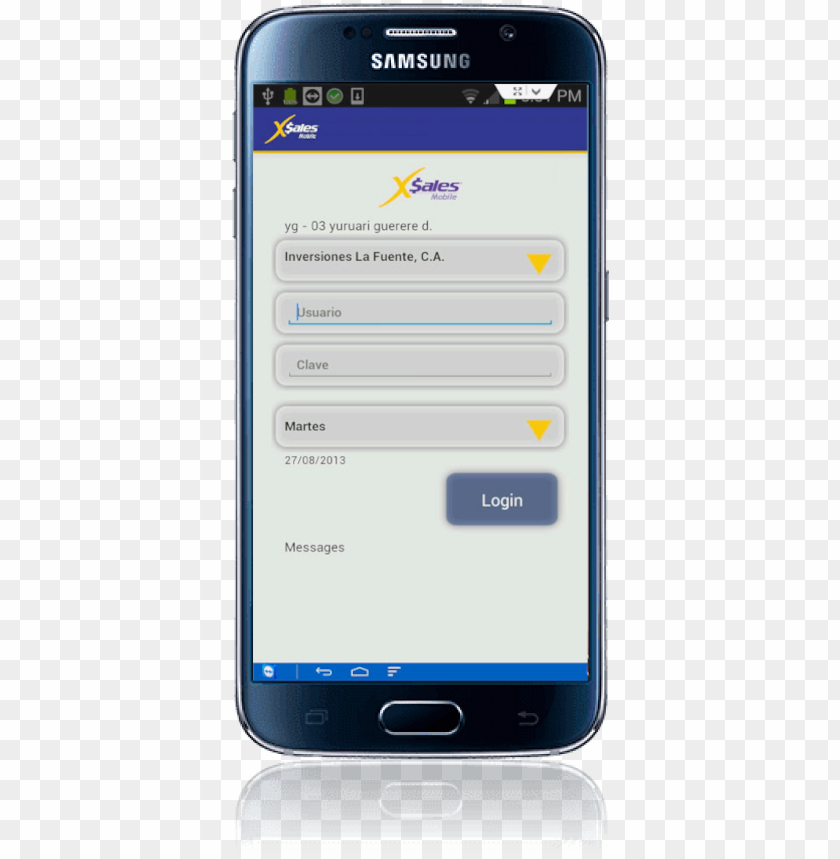 SAMSUNG
PM
X$ales
Mobile
X$ales
Mobile
yg - 03 yuruari guerere d.
Inversiones La Fuente, C.A.
Usuario
Clave
Martes
27/08/2013
Login
Messages